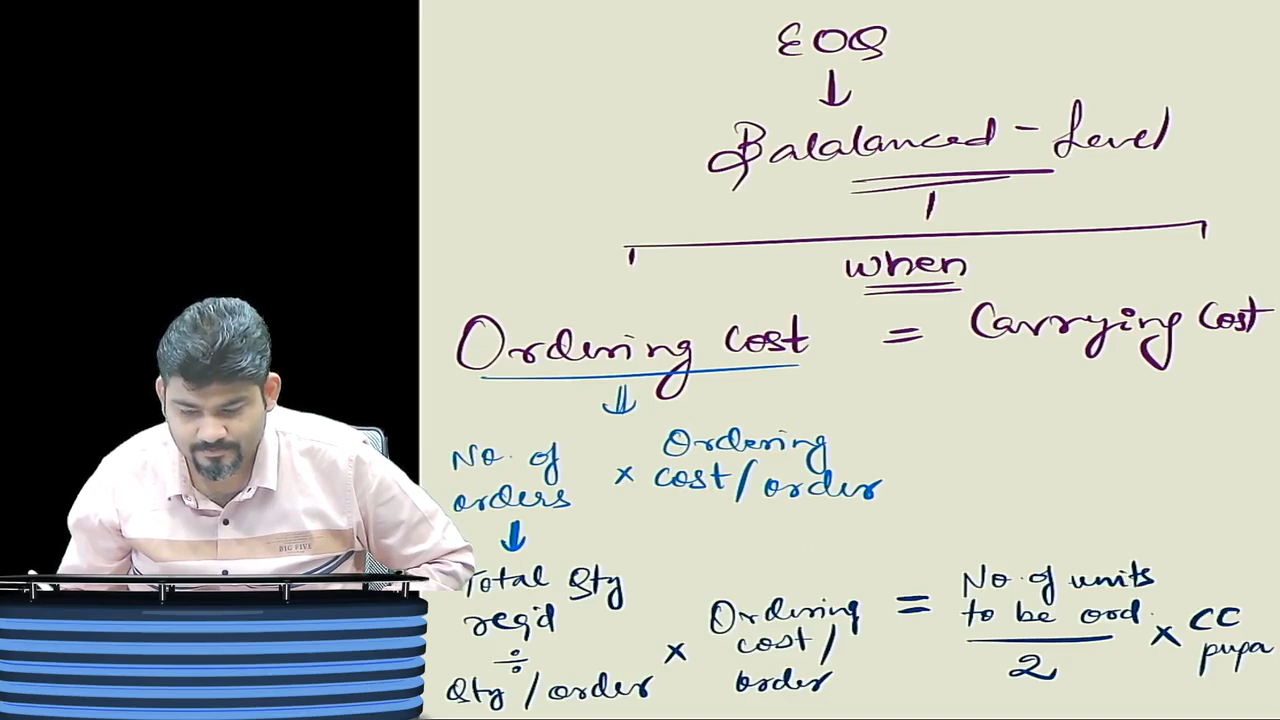 EOQ
↓
Balalanced - Level
when
Ordering cost = Carrying Cost
No. of orders × Ordering cost/order
↓
Total Qty req'd ÷ Qty/order × Ordering cost/order = No. of units to be ord. / 2 × CC pupa
BIG FIVE